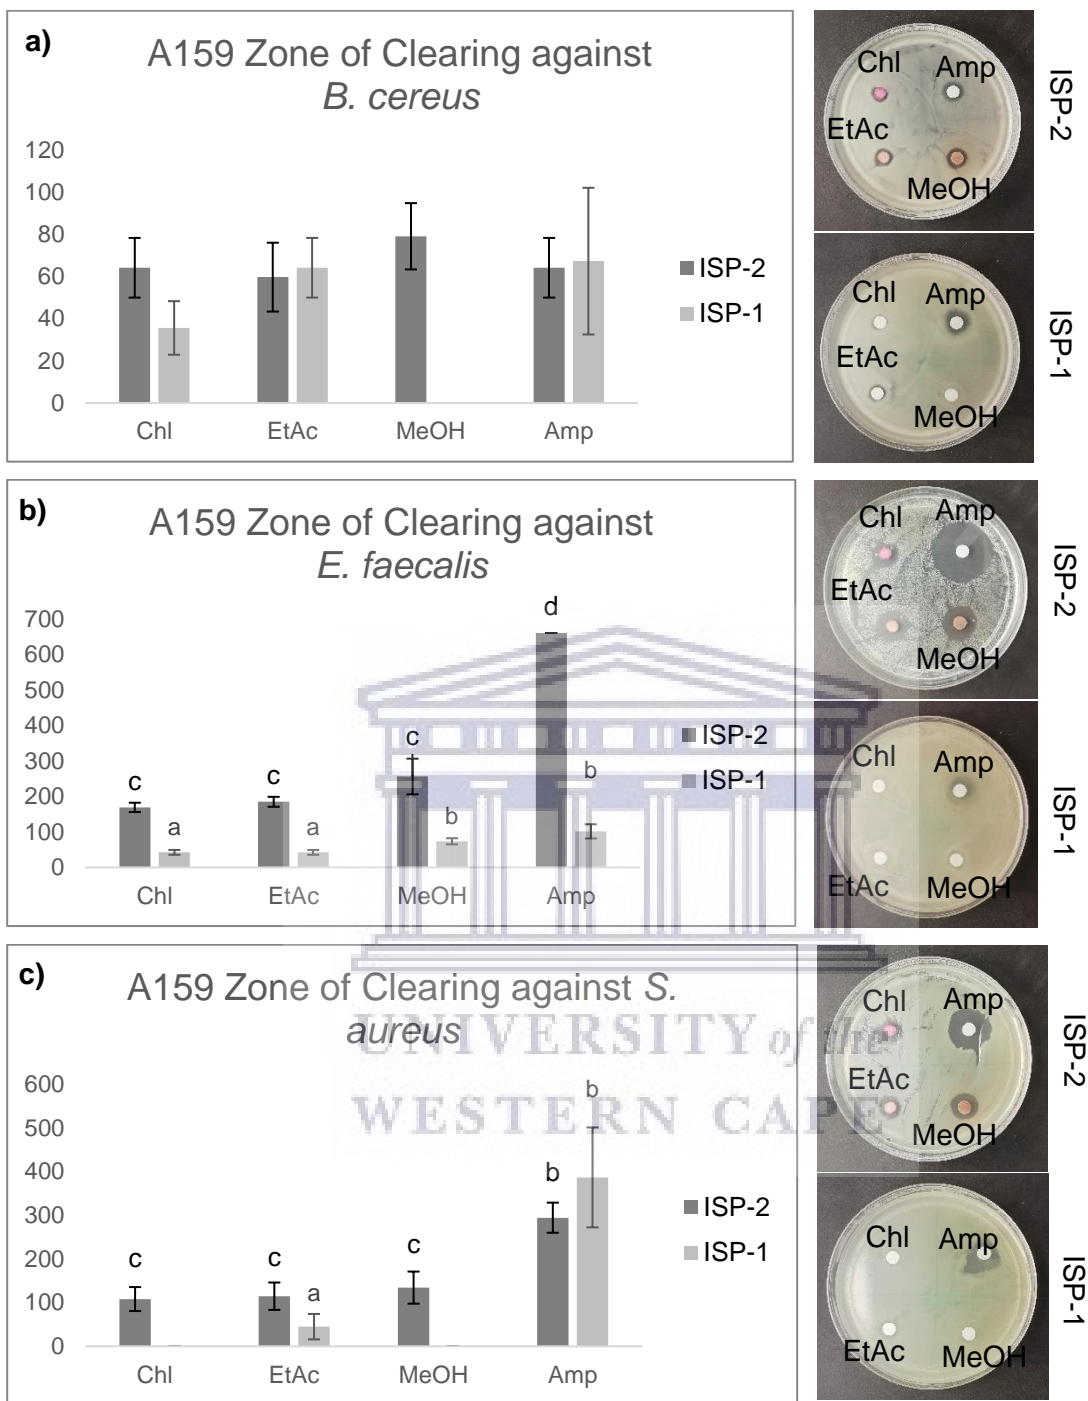 a)
A159 Zone of Clearing against
B. cereus
120
100
80
60
40
20
0
Chl
EtAc
MeOH
Amp
ISP-2
ISP-1
Chl
Amp
EtAc
MeOH
ISP-2
Chl
Amp
EtAc
MeOH
ISP-1
b)
A159 Zone of Clearing against
E. faecalis
700
600
500
400
300
200
100
0
c
a
c
a
c
b
d
b
Chl
EtAc
MeOH
Amp
ISP-2
ISP-1
Chl
Amp
EtAc
MeOH
ISP-2
Chl
Amp
EtAc
MeOH
ISP-1
c)
A159 Zone of Clearing against S.
aureus
600
500
400
300
200
100
0
c
c
a
c
b
b
Chl
EtAc
MeOH
Amp
ISP-2
ISP-1
Chl
Amp
EtAc
MeOH
ISP-2
Chl
Amp
EtAc
MeOH
ISP-1
UNIVERSITY of the
WESTERN CAPE